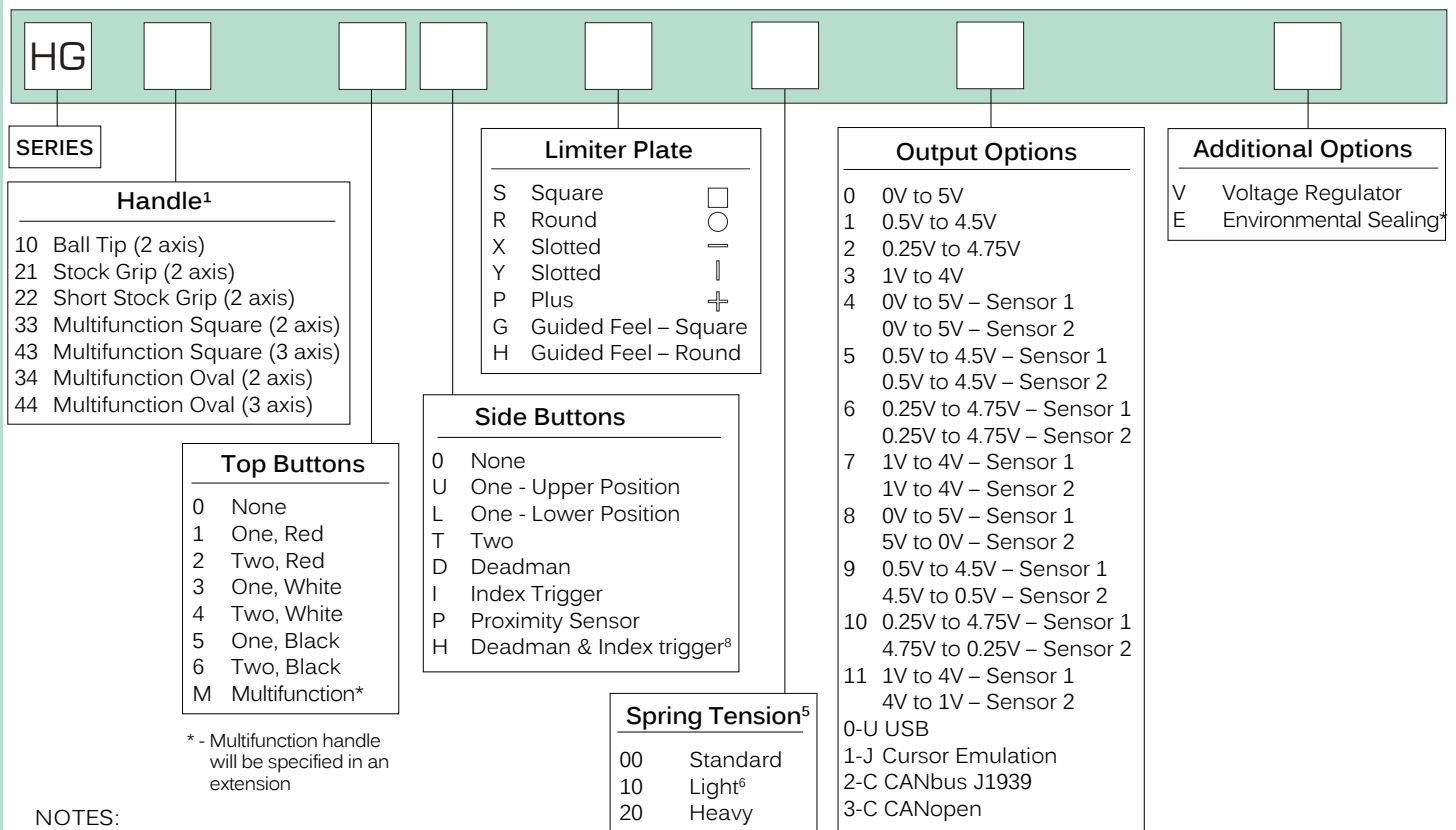 HG
SERIES
Handle¹
10 Ball Tip (2 axis)
21 Stock Grip (2 axis)
22 Short Stock Grip (2 axis)
33 Multifunction Square (2 axis)
43 Multifunction Square (3 axis)
34 Multifunction Oval (2 axis)
44 Multifunction Oval (3 axis)
Top Buttons
0 None
1 One, Red
2 Two, Red
3 One, White
4 Two, White
5 One, Black
6 Two, Black
M Multifunction*
* - Multifunction handle
will be specified in an
extension
Side Buttons
0 None
U One - Upper Position
L One - Lower Position
T Two
D Deadman
I Index Trigger
P Proximity Sensor
H Deadman & Index trigger⁸
Limiter Plate
S Square
R Round
X Slotted
Y Slotted
P Plus
G Guided Feel – Square
H Guided Feel – Round
Spring Tension⁵
00 Standard
10 Light⁶
20 Heavy
Output Options
0 0V to 5V
1 0.5V to 4.5V
2 0.25V to 4.75V
3 1V to 4V
4 0V to 5V – Sensor 1
0V to 5V – Sensor 2
5 0.5V to 4.5V – Sensor 1
0.5V to 4.5V – Sensor 2
6 0.25V to 4.75V – Sensor 1
0.25V to 4.75V – Sensor 2
7 1V to 4V – Sensor 1
1V to 4V – Sensor 2
8 0V to 5V – Sensor 1
5V to 0V – Sensor 2
9 0.5V to 4.5V – Sensor 1
4.5V to 0.5V – Sensor 2
10 0.25V to 4.75V – Sensor 1
4.75V to 0.25V – Sensor 2
11 1V to 4V – Sensor 1
4V to 1V – Sensor 2
0-U USB
1-J Cursor Emulation
2-C CANbus J1939
3-C CANopen
Additional Options
V Voltage Regulator
E Environmental Sealing*
NOTES: